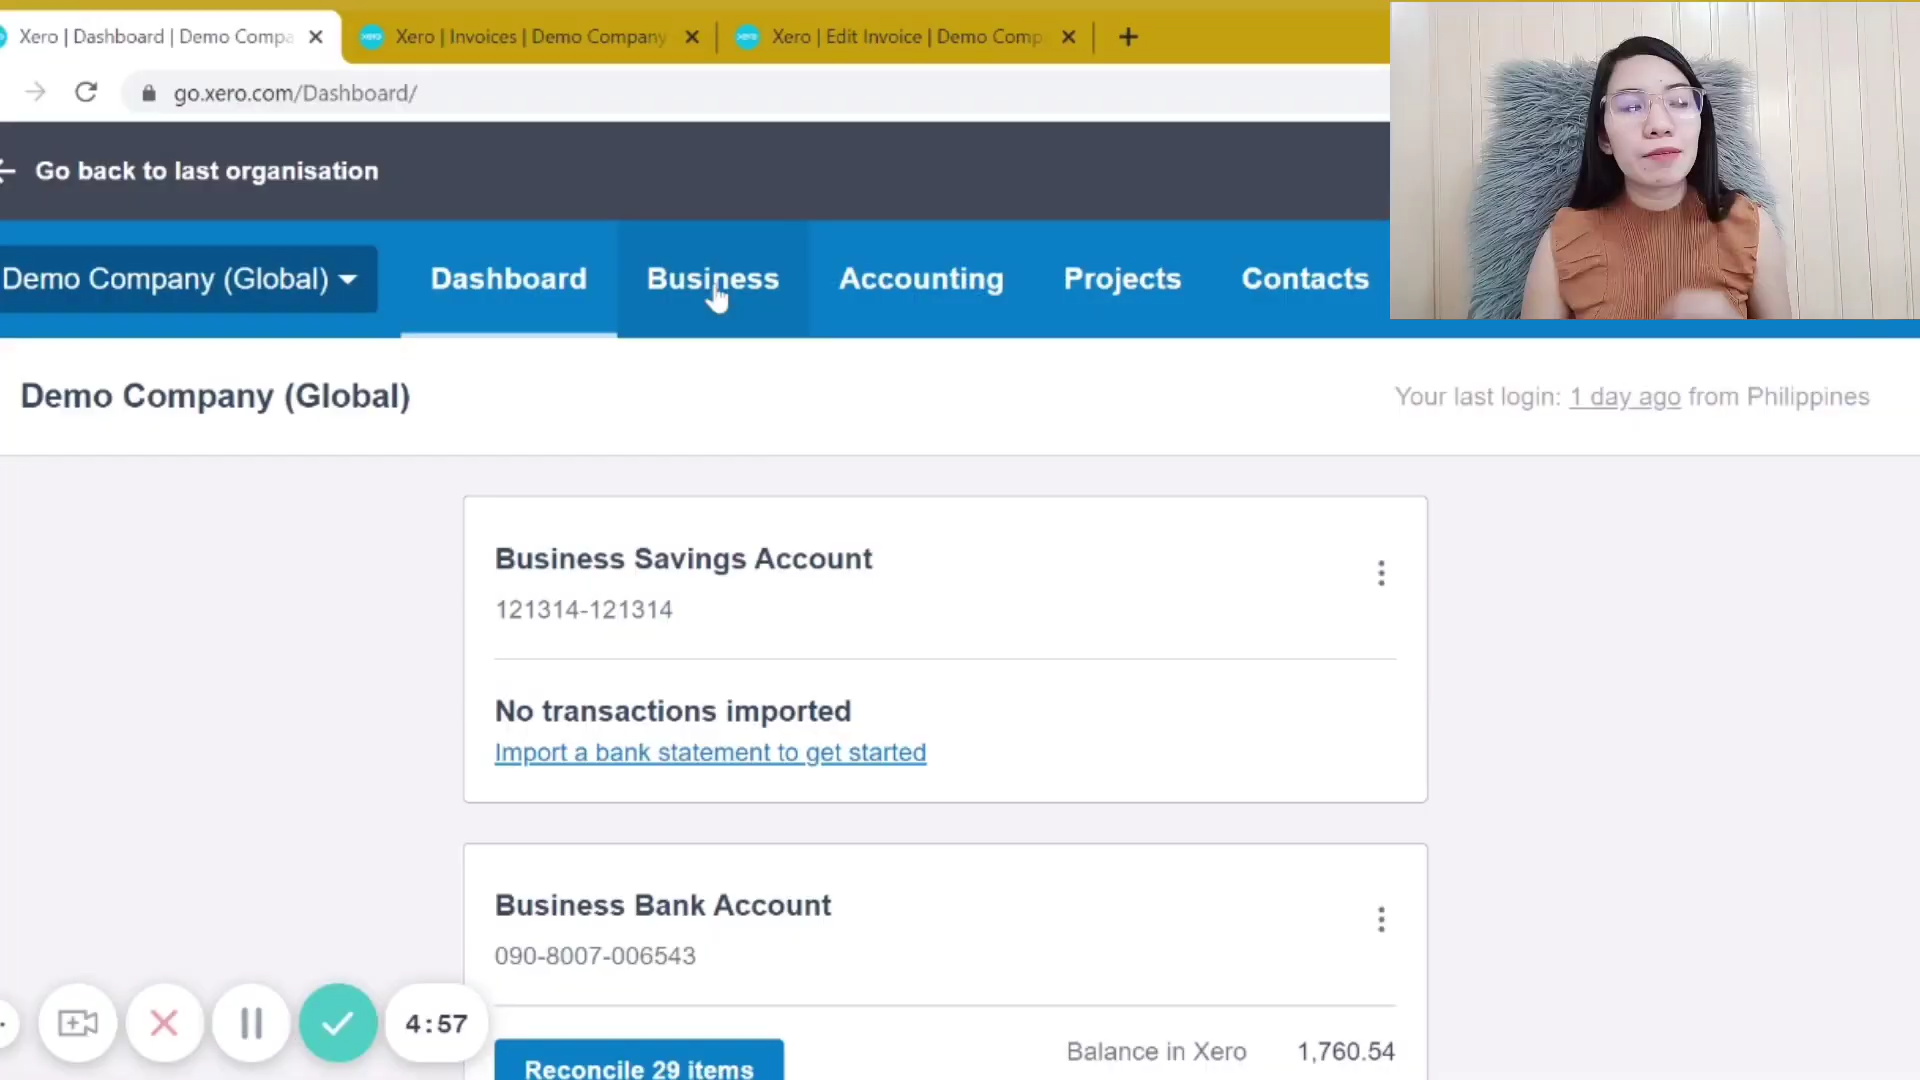 Xero | Dashboard | Demo Compa
Xero | Invoices | Demo Company
Xero | Edit Invoice | Demo Comp
go.xero.com/Dashboard/
Go back to last organisation
Demo Company (Global)
Dashboard
Business
Accounting
Projects
Contacts
Demo Company (Global)
Your last login: 1 day ago from Philippines
Business Savings Account
121314-121314
No transactions imported
Import a bank statement to get started
Business Bank Account
090-8007-006543
4:57
Reconcile 29 items
Balance in Xero 1,760.54